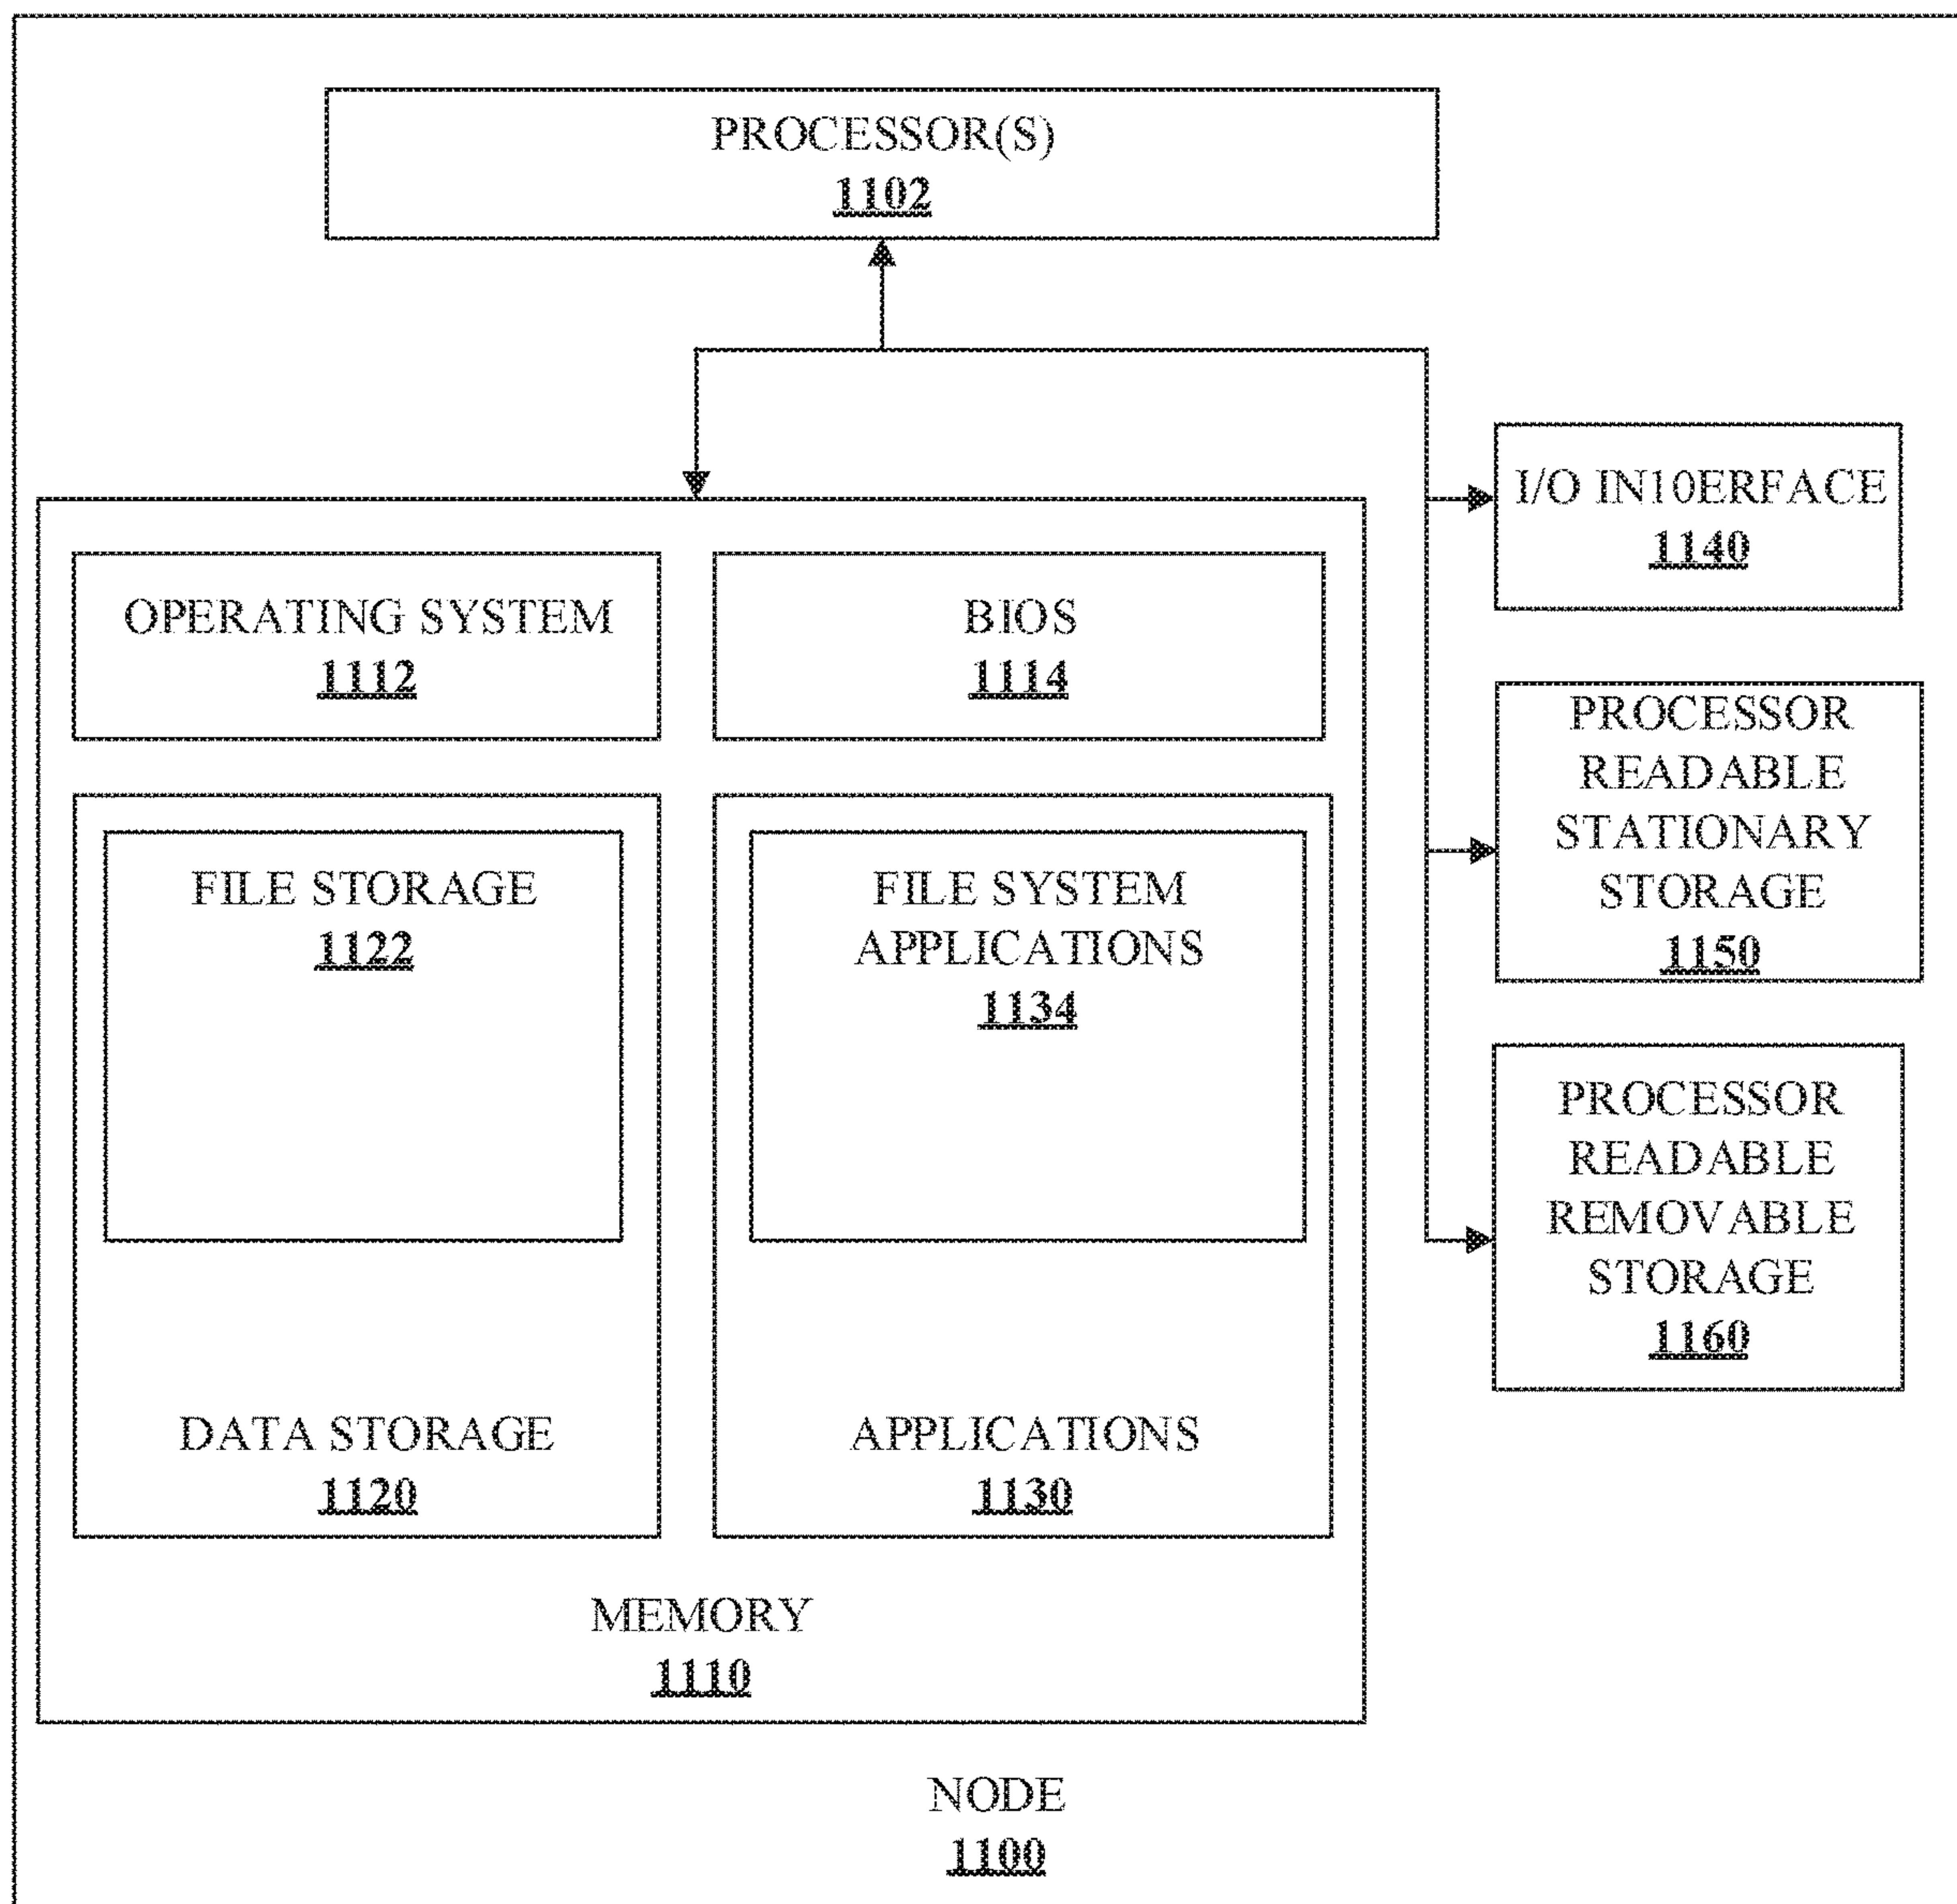 PROCESSOR(S)
1102
I/O IN10ERFACE
1140
OPERATING SYSTEM
1112
BIOS
1114
PROCESSOR
READABLE
STATIONARY
STORAGE
1150
FILE STORAGE
1122
FILE SYSTEM
APPLICATIONS
1134
PROCESSOR
READABLE
REMOVABLE
STORAGE
1160
DATA STORAGE
1120
APPLICATIONS
1130
MEMORY
1110
NODE
1100